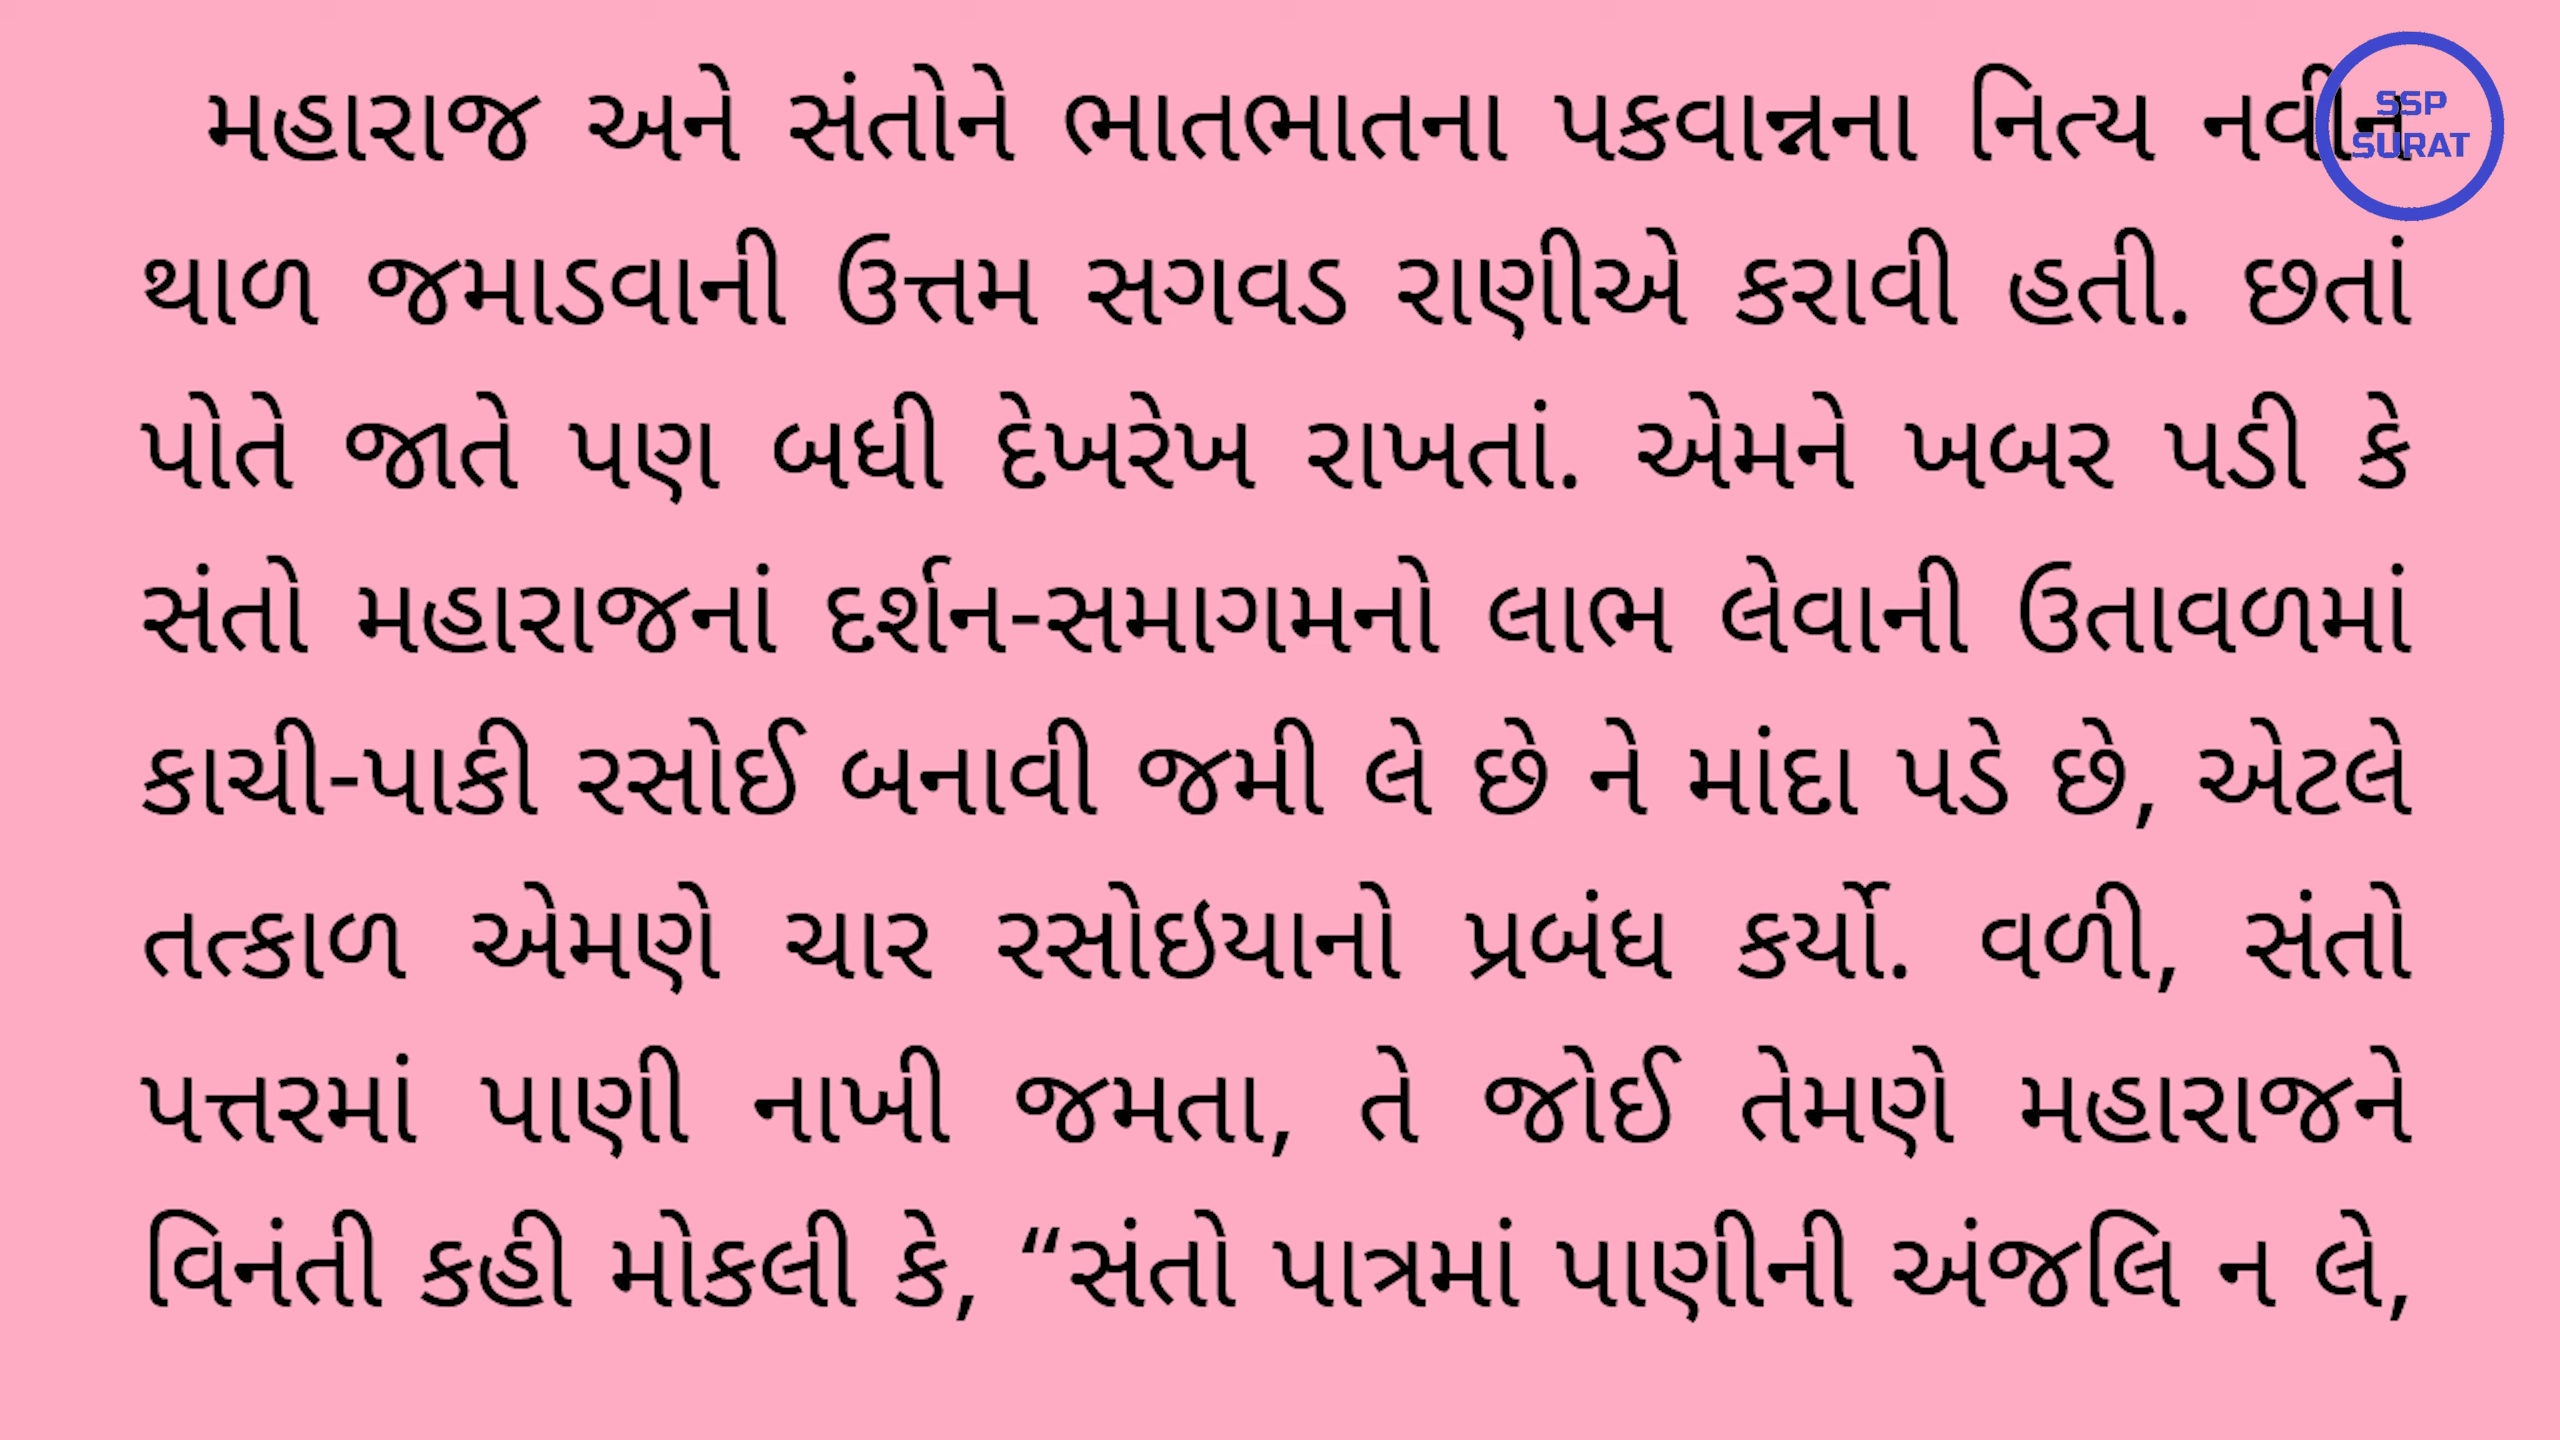 મહારાજ અને સંતોને ભાતભાતના પકવાન્નના નિત્ય નવીન
SSP
SURAT
થાળ જમાડવાની ઉત્તમ સગવડ રાણીએ કરાવી હતી. છતાં
પોતે જાતે પણ બધી દેખરેખ રાખતાં. એમને ખબર પડી કે
સંતો મહારાજનાં દર્શન-સમાગમનો લાભ લેવાની ઉતાવળમાં
કાચી-પાકી રસોઈ બનાવી જમી લે છે ને માંદા પડે છે, એટલે
તત્કાળ એમણે ચાર રસોઇયાનો પ્રબંધ કર્યો. વળી, સંતો
પત્તરમાં પાણી નાખી જમતા, તે જોઈ તેમણે મહારાજને
વિનંતી કહી મોકલી કે, “સંતો પાત્રમાં પાણીની અંજલિ ન લે,